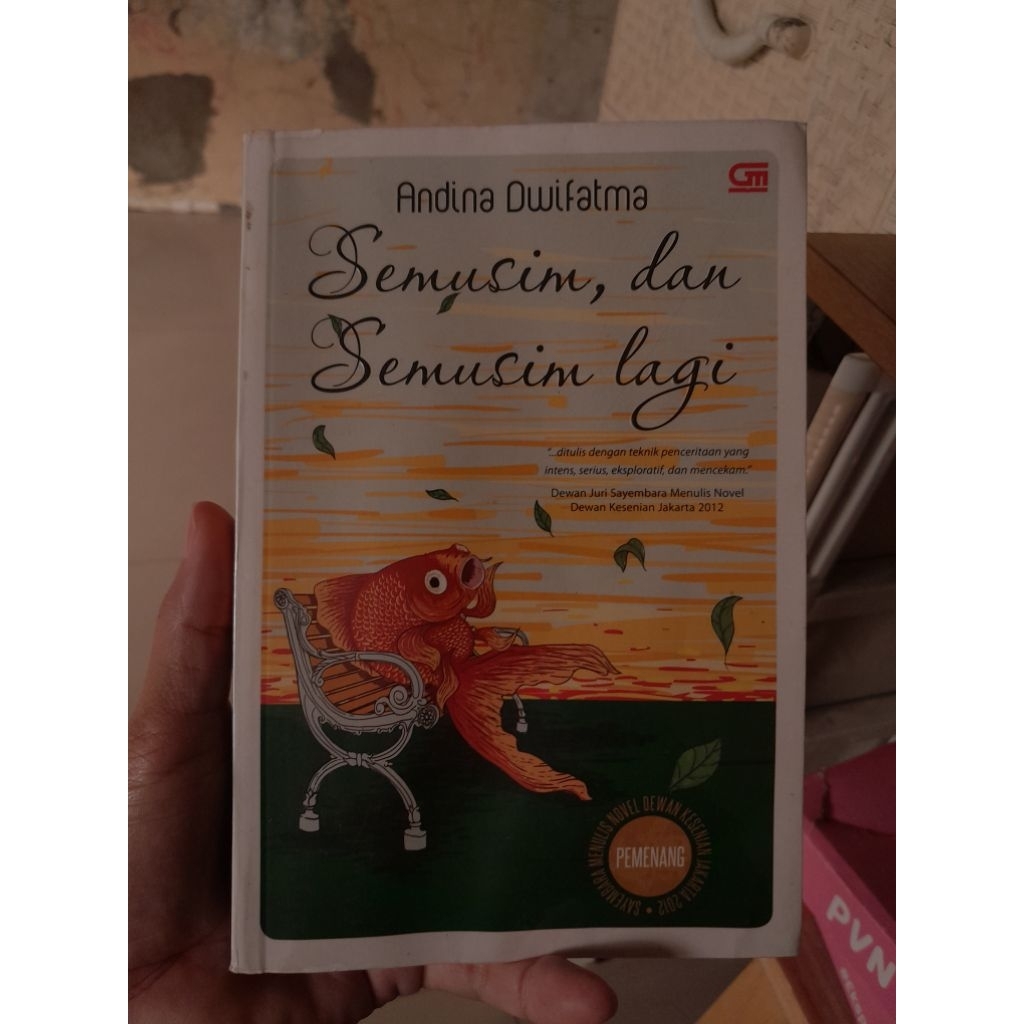 Andina Dwifatma
GM
Semusim, dan
Semusim lagi
"...ditulis dengan teknik penceritaan yang
intens, serius, eksploratif, dan mencekam."
Dewan Juri Sayembara Menulis Novel
Dewan Kesenian Jakarta 2012
SAYEMBARA MENULIS NOVEL DEWAN KESENIAN JAKARTA 2012 •
PEMENANG
PVN